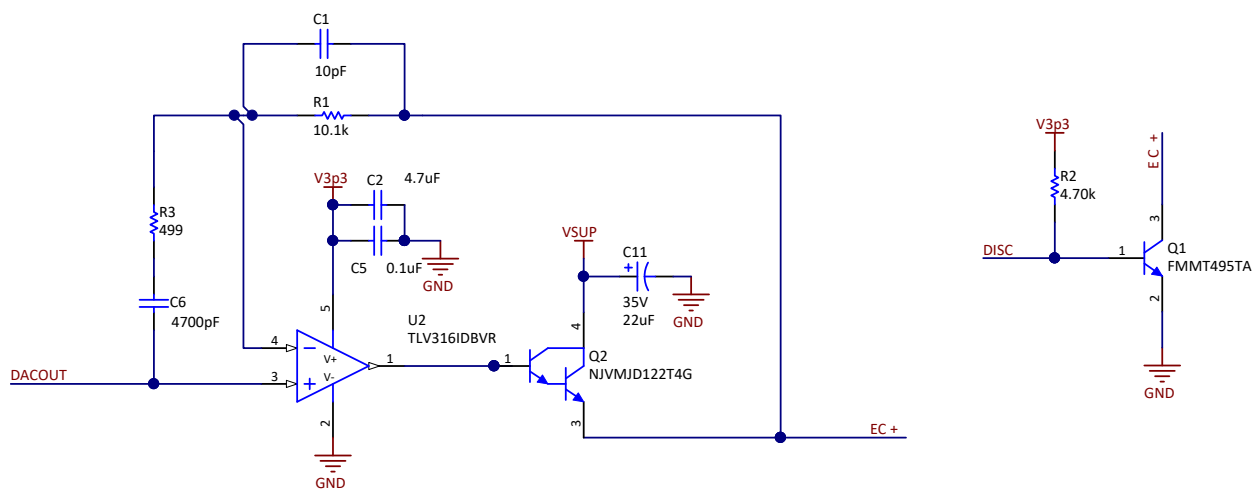 C1
10pF
R1
10.1k
V3p3
C2
4.7uF
C5
0.1uF
GND
R3
499
C6
4700pF
U2
TLV316IDBVR
5
4
V+
V-
1
3
2
DACOUT
GND
VSUP
C11
+
35V
22uF
GND
4
1
Q2
NJVMJD122T4G
3
EC +
V3p3
R2
4.70k
EC +
3
DISC
1
Q1
FMMT495TA
2
GND